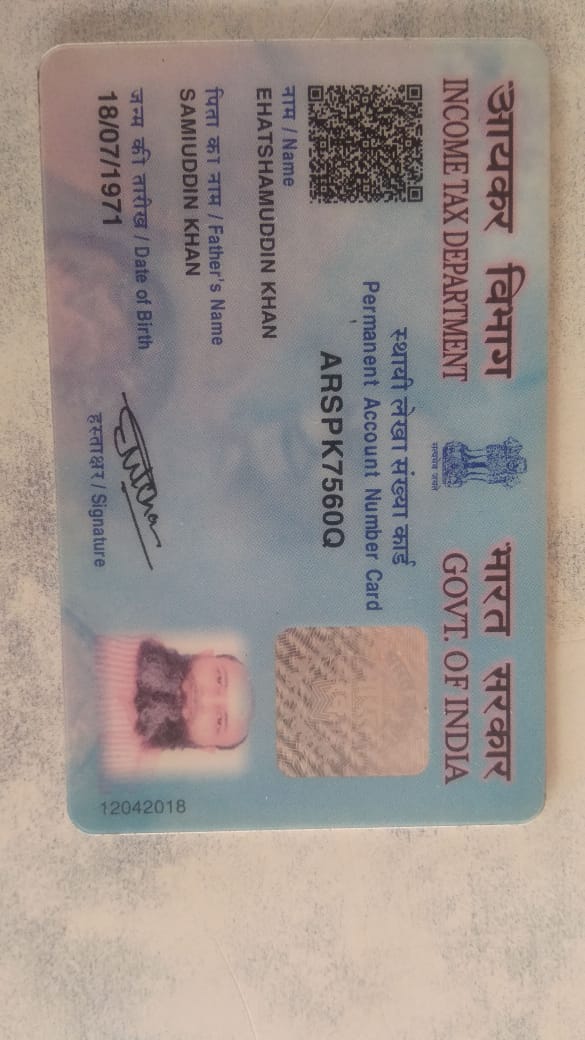 आयकर विभाग
INCOME TAX DEPARTMENT
सत्यमेव जयते
भारत सरकार
GOVT. OF INDIA
स्थायी लेखा संख्या कार्ड
Permanent Account Number Card
ARSPK7560Q
नाम / Name
EHATSHAMUDDIN KHAN
पिता का नाम / Father's Name
SAMIUDDIN KHAN
जन्म की तारीख / Date of Birth
18/07/1971
हस्ताक्षर / Signature
12042018